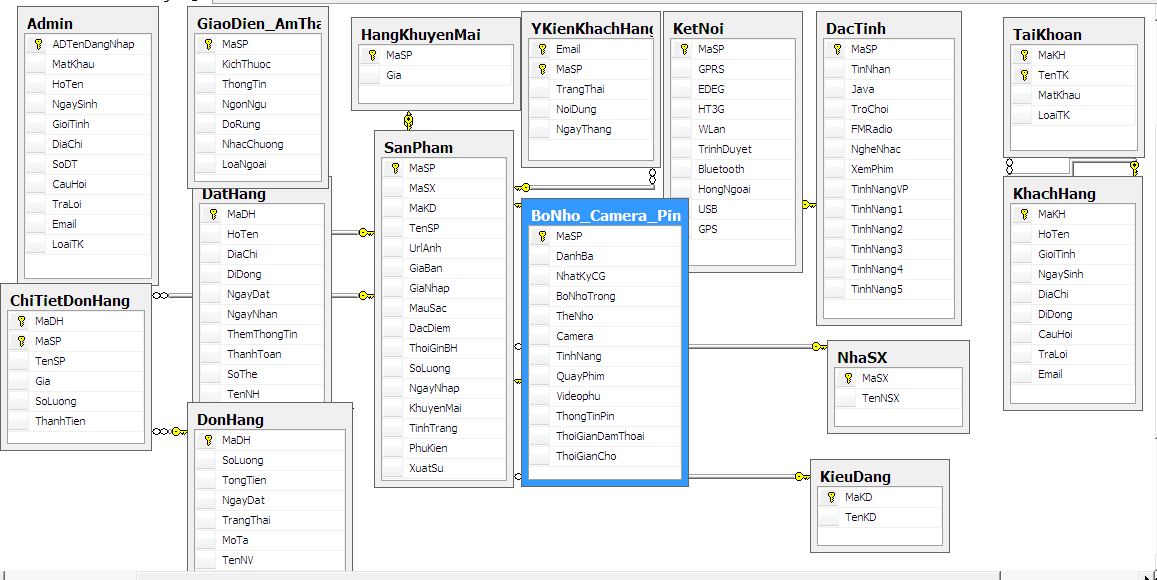 Admin
ADTenDangNhap
MatKhau
HoTen
NgaySinh
GioiTinh
DiaChi
SoDT
CauHoi
TraLoi
Email
LoaiTK
GiaoDien_AmTha
MaSP
KichThuoc
ThongTin
NgonNgu
DoRung
NhacChuong
LoaNgoai
HangKhuyenMai
MaSP
Gia
YKienKhachHang
Email
MaSP
TrangThai
NoiDung
NgayThang
KetNoi
MaSP
GPRS
EDEG
HT3G
WLan
TrinhDuyet
Bluetooth
HongNgoai
USB
GPS
DacTinh
MaSP
TinNhan
Java
TroChoi
FMRadio
NgheNhac
XemPhim
TinhNangVP
TinhNang1
TinhNang2
TinhNang3
TinhNang4
TinhNang5
TaiKhoan
MaKH
TenTK
MatKhau
LoaiTK
DatHang
MaDH
HoTen
DiaChi
DiDong
NgayDat
NgayNhan
ThemThongTin
ThanhToan
SoThe
TenNH
SanPham
MaSP
MaSX
MaKD
TenSP
UrlAnh
GiaBan
GiaNhap
MauSac
DacDiem
ThoiGinBH
SoLuong
NgayNhap
KhuyenMai
TinhTrang
PhuKien
XuatSu
BoNho_Camera_Pin
MaSP
DanhBa
NhatKyCG
BoNhoTrong
TheNho
Camera
TinhNang
QuayPhim
Videophu
ThongTinPin
ThoiGianDamThoai
ThoiGianCho
KhachHang
MaKH
HoTen
GioiTinh
NgaySinh
DiaChi
DiDong
CauHoi
TraLoi
Email
ChiTietDonHang
MaDH
MaSP
TenSP
Gia
SoLuong
ThanhTien
NhaSX
MaSX
TenNSX
DonHang
MaDH
SoLuong
TongTien
NgayDat
TrangThai
MoTa
TenNV
KieuDang
MaKD
TenKD